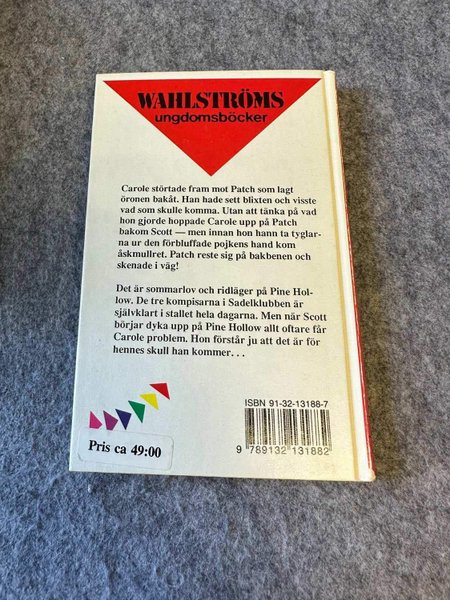 WAHLSTRÖMS
ungdomsböcker
Carole störtade fram mot Patch som lagt
öronen bakåt. Han hade sett blixten och visste
vad som skulle komma. Utan att tänka på vad
hon gjorde hoppade Carole upp på Patch
bakom Scott — men innan hon hann ta tyglar-
na ur den förbluffade pojkens hand kom
åskmullret. Patch reste sig på bakbenen och
skenade i väg!
Det är sommarlov och ridläger på Pine Hol-
low. De tre kompisarna i Sadelklubben är
självklart i stallet hela dagarna. Men när Scott
börjar dyka upp på Pine Hollow allt oftare får
Carole problem. Hon förstår ju att det är för
hennes skull han kommer. . .
ISBN 91-32-13188-7
9 789132 131882
Pris ca 49:00